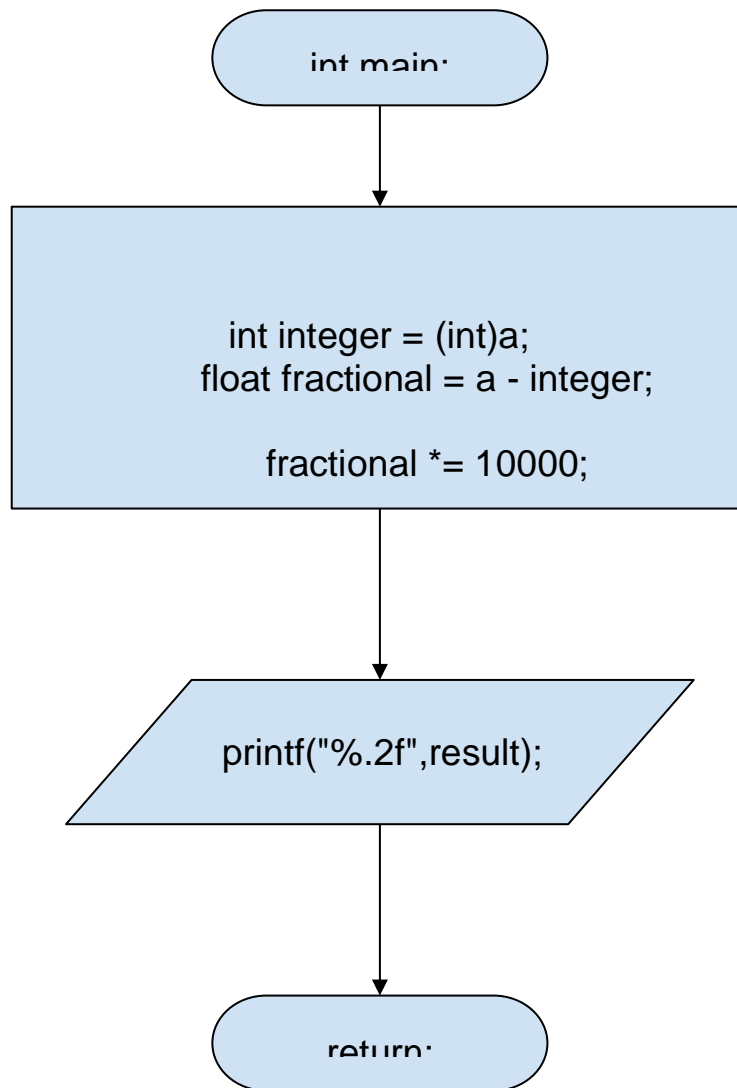 int main:
int integer = (int)a;
float fractional = a - integer;
fractional *= 10000;
printf("%.2f",result);
return: